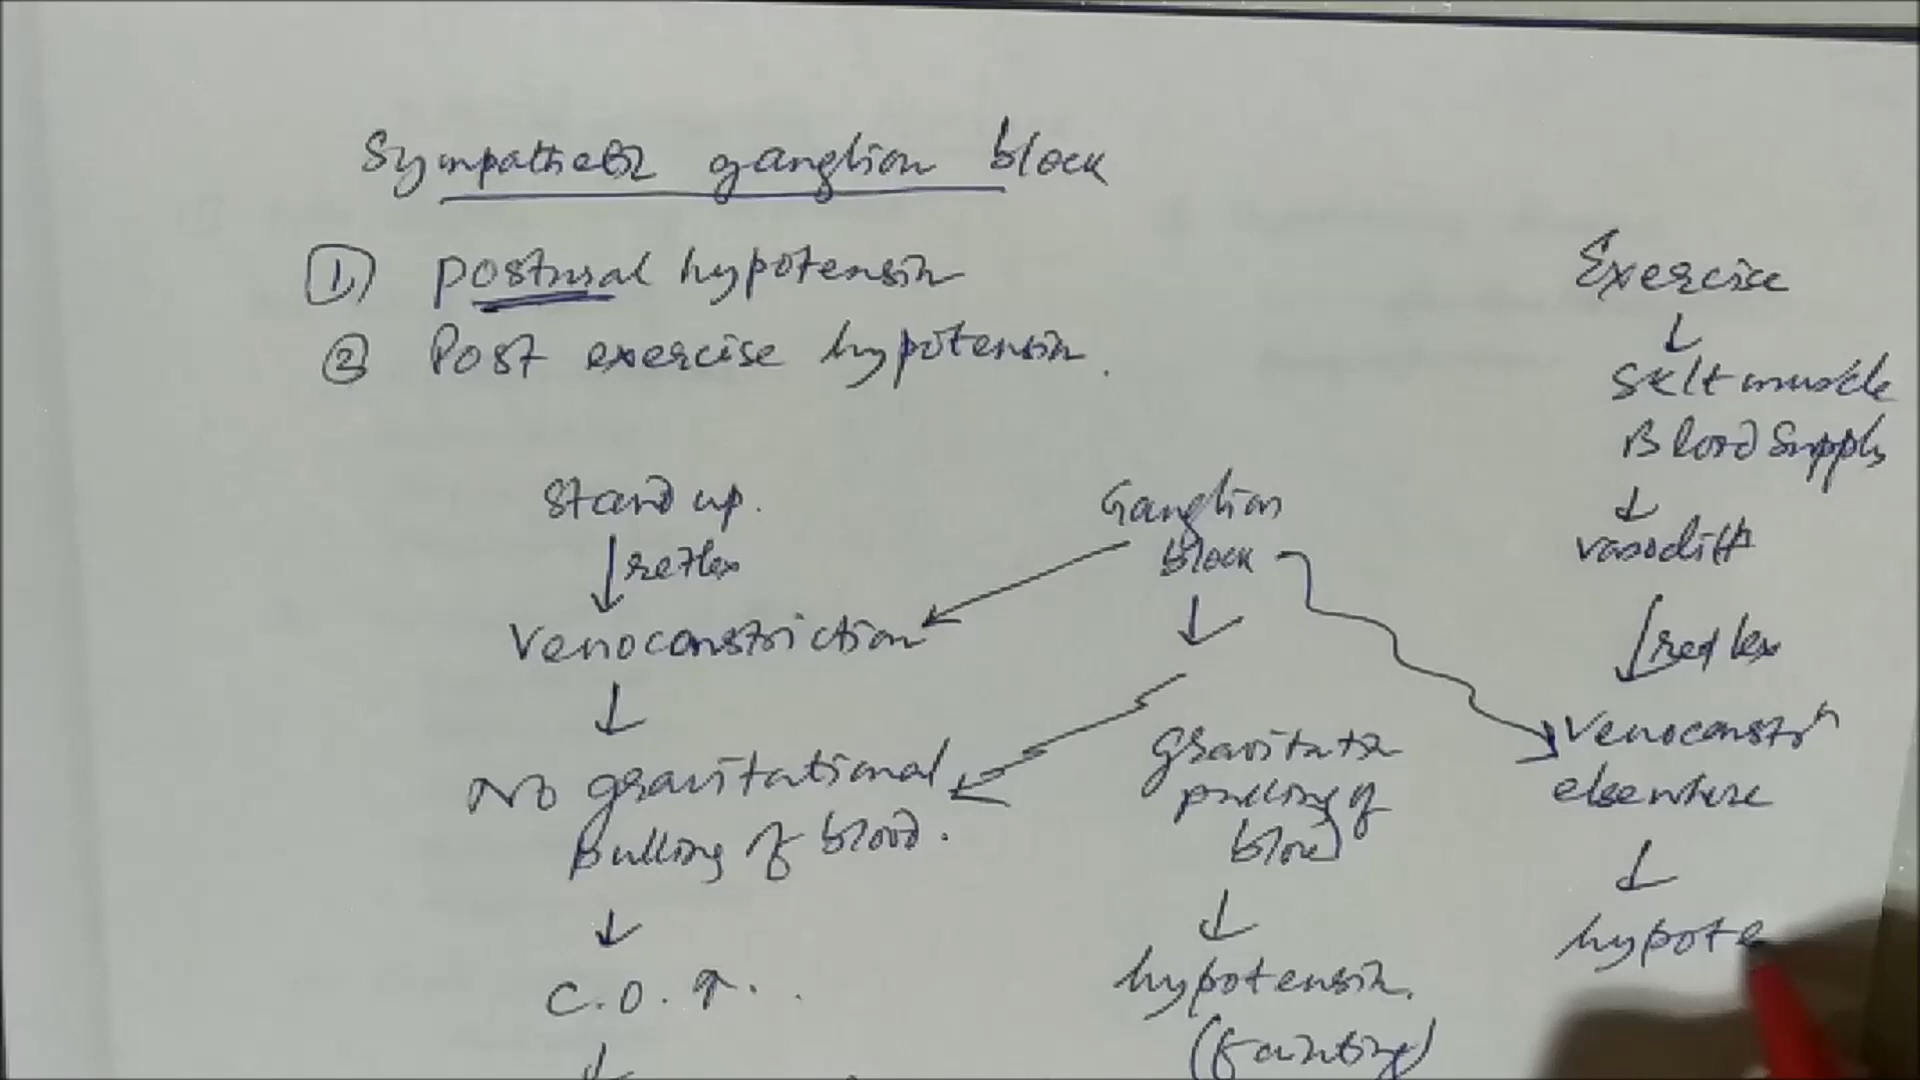 Sympathetic ganglion block
① Postural hypotension
② Post exercise hypotension.
Stand up.
↓ reflex
Venoconstriction
↓
No gravitational
pulling of blood.
↓
C.O. ↑.
↓
Ganglion
block
↓
gravitatn
pulling of
blood
↓
hypotension.
(fainting)
Exercise
↓
Sklt muscle
Blood Supply
↓
vasodiltn
↓ reflex
Venoconstrn
elsewhere
↓
hypote